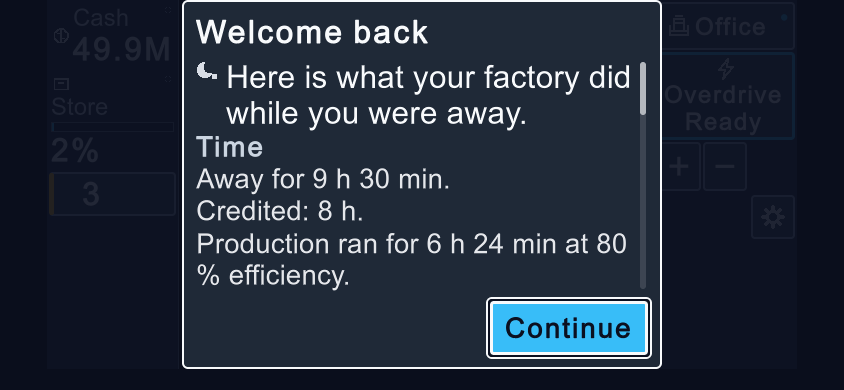 Cash
49.9M
Store
2%
3
Welcome back
Here is what your factory did
while you were away.
Time
Away for 9 h 30 min.
Credited: 8 h.
Production ran for 6 h 24 min at 80
% efficiency.
Continue
Office
Overdrive
Ready
+
−